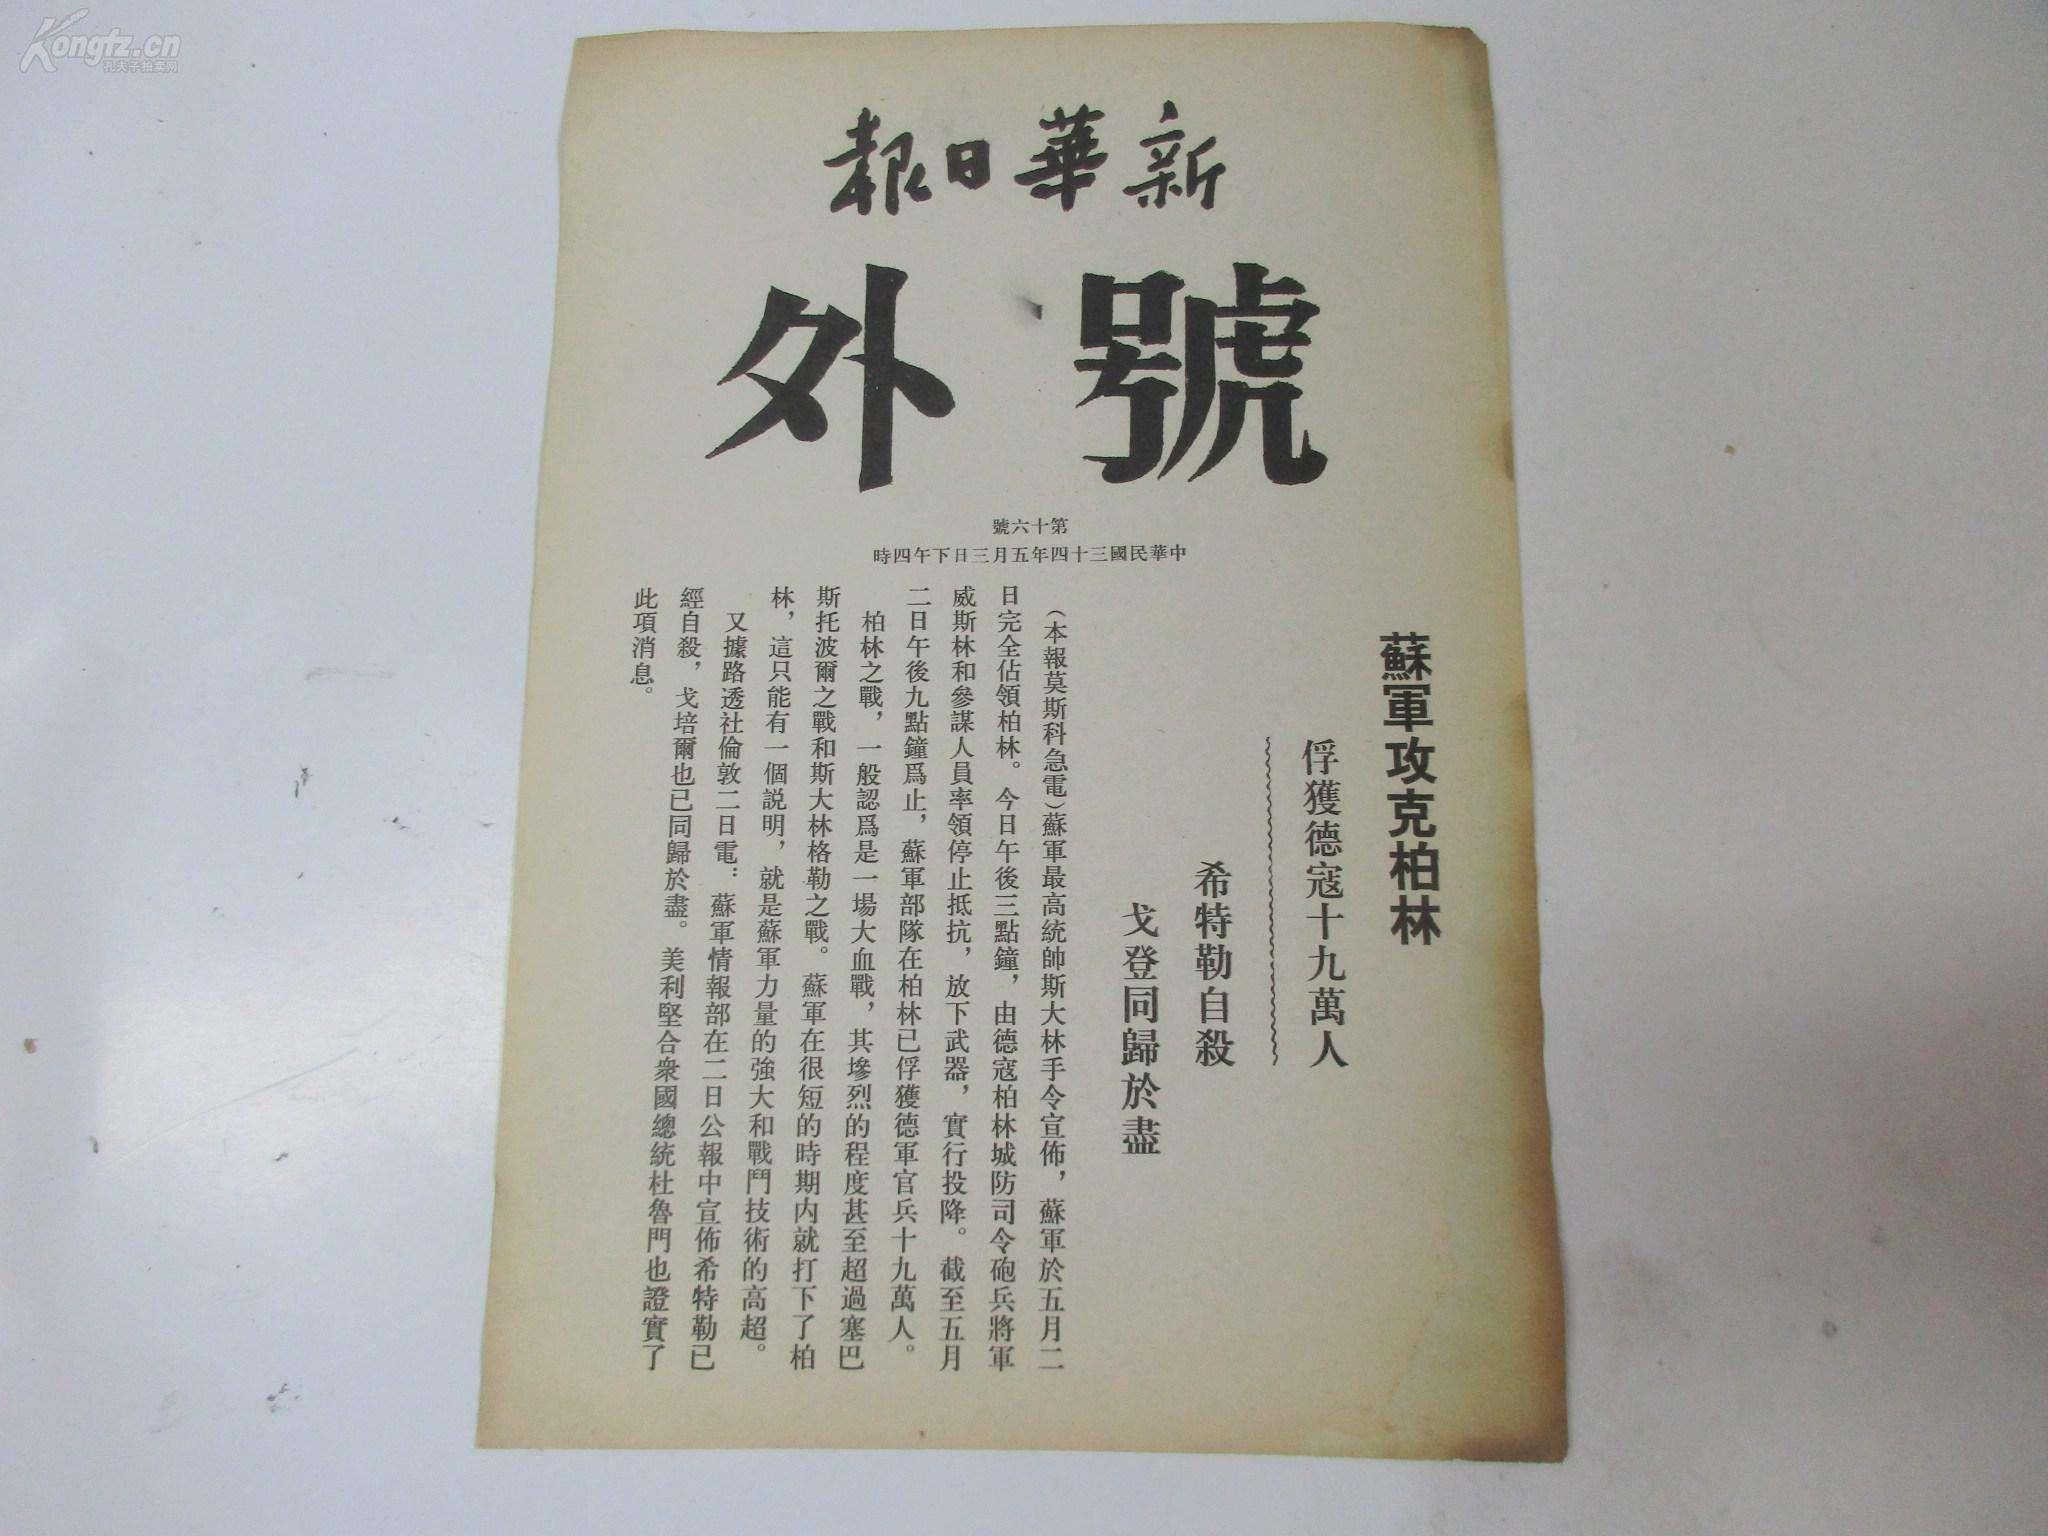 Kongfz.cn
孔夫子拍卖网
新華日報
號外
第十六號
中華民國三十四年五月三日下午四時
蘇軍攻克柏林
俘獲德寇十九萬人
希特勒自殺
戈登同歸於盡
（本報莫斯科急電）蘇軍最高統帥斯大林手令宣佈，蘇軍於五月二
日完全佔領柏林。今日午後三點鐘，由德寇柏林城防司令砲兵將軍
威斯林和參謀人員率領停止抵抗，放下武器，實行投降。截至五月
二日午後九點鐘爲止，蘇軍部隊在柏林已俘獲德軍官兵十九萬人。
柏林之戰，一般認爲是一場大血戰，其慘烈的程度甚至超過塞巴
斯托波爾之戰和斯大林格勒之戰。蘇軍在很短的時期内就打下了柏
林，這只能有一個説明，就是蘇軍力量的強大和戰鬥技術的高超。
又據路透社倫敦二日電：蘇軍情報部在二日公報中宣佈希特勒已
經自殺，戈培爾也已同歸於盡。美利堅合衆國總統杜魯門也證實了
此項消息。